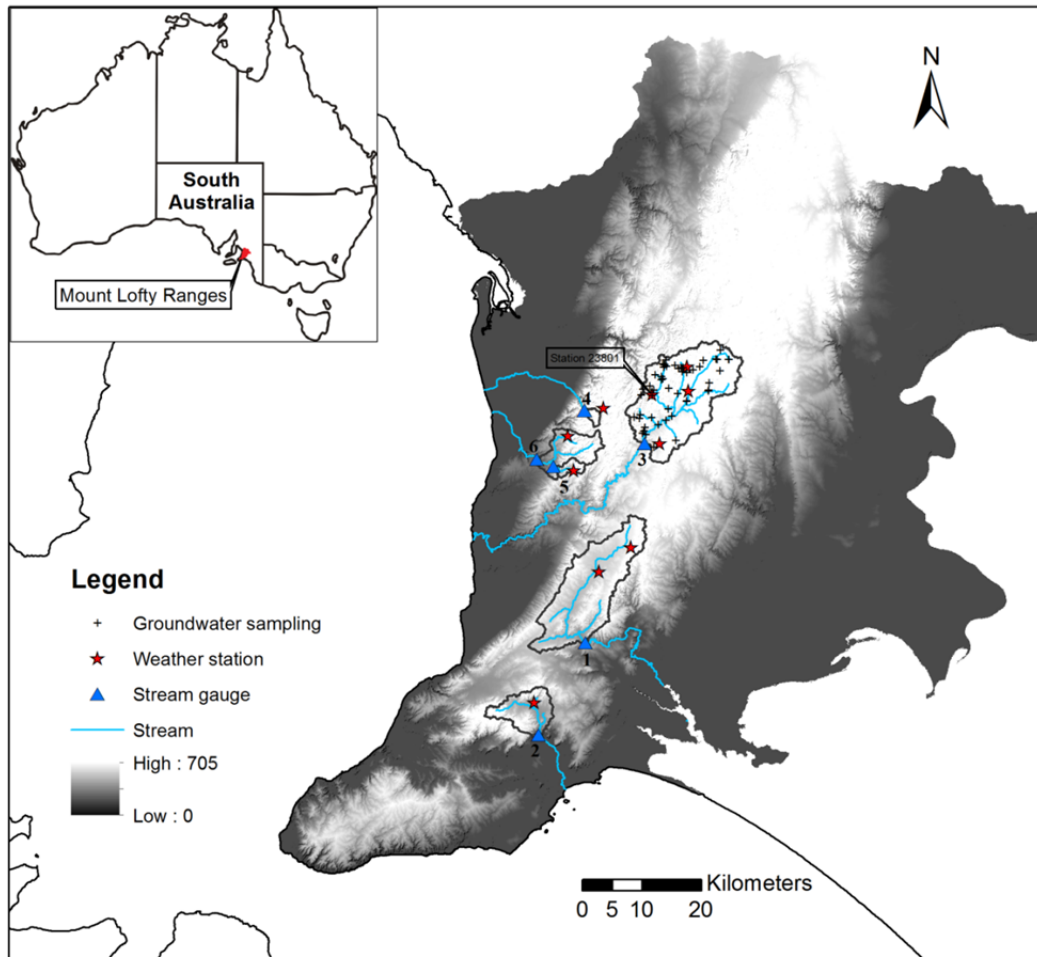 South
Australia
Mount Lofty Ranges
N
Station 23801
4
6
3
5
1
2
Legend
Groundwater sampling
Weather station
Stream gauge
Stream
High : 705
Low : 0
Kilometers
0 5 10 20